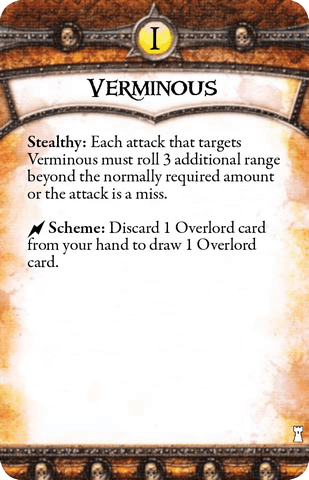 I
Verminous
Stealthy: Each attack that targets
Verminous must roll 3 additional range
beyond the normally required amount
or the attack is a miss.
Scheme: Discard 1 Overlord card
from your hand to draw 1 Overlord
card.